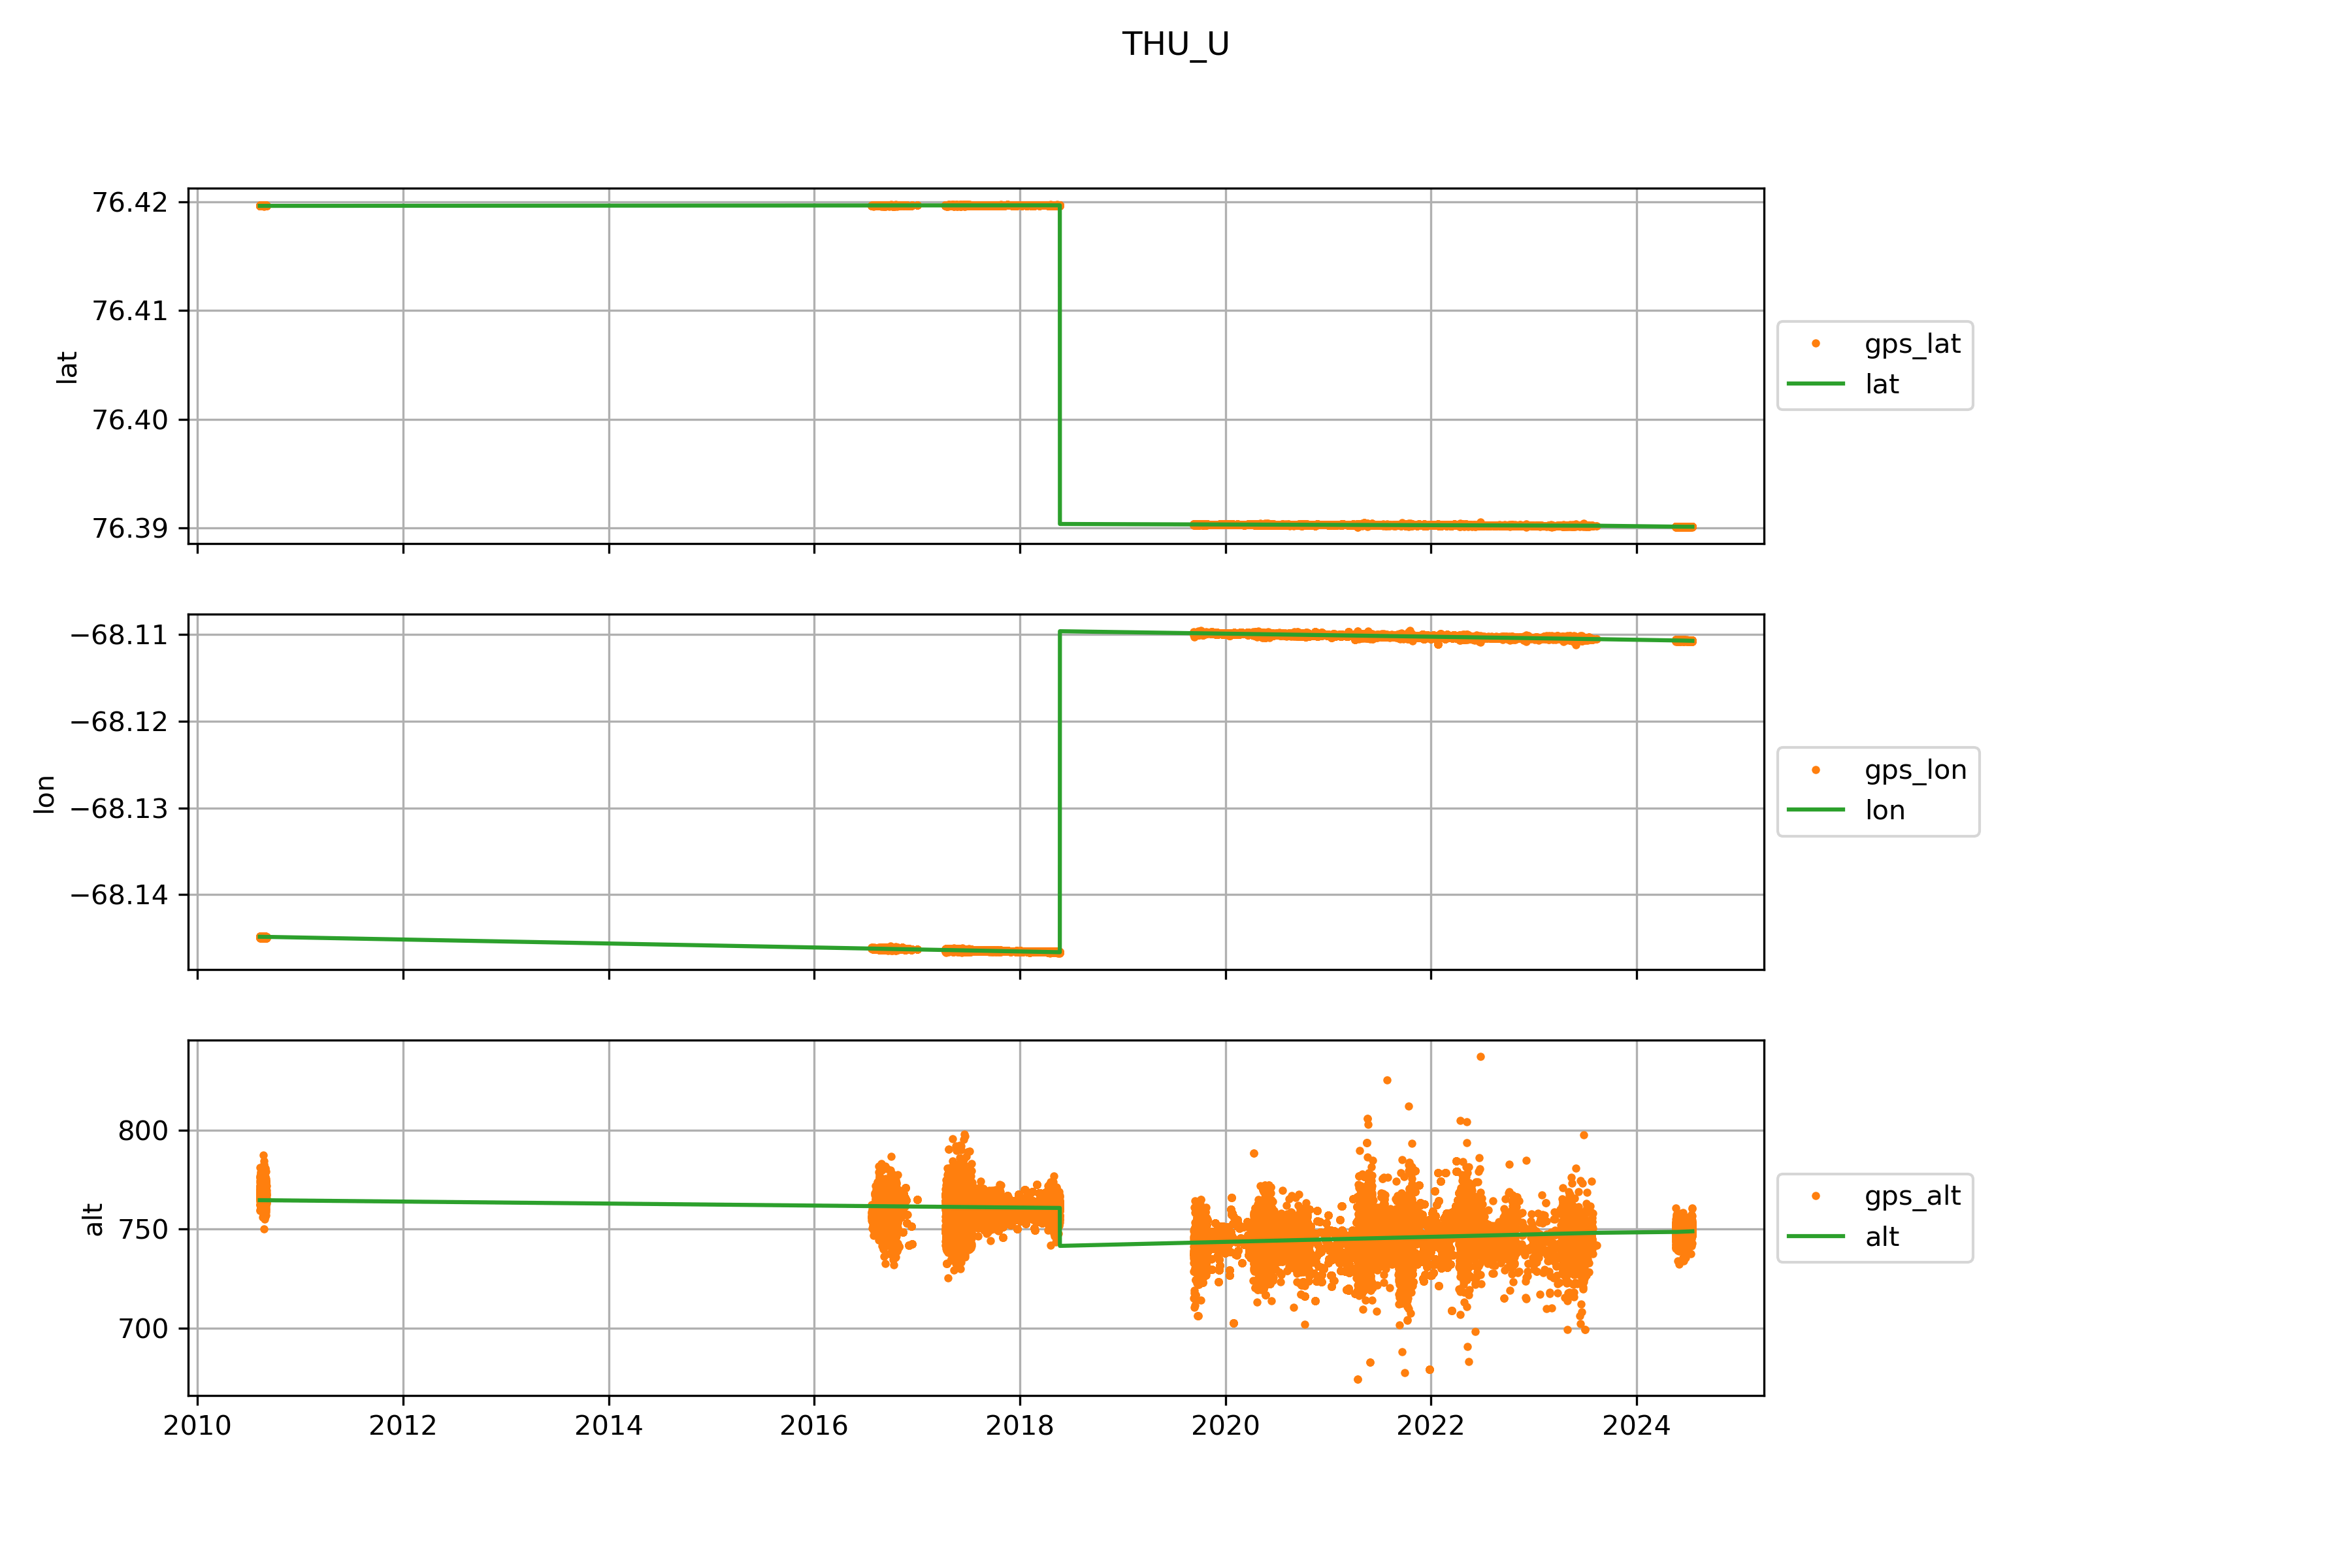 THU_U
76.42
76.41
76.40
76.39
lat
gps_lat
lat
−68.11
−68.12
−68.13
−68.14
lon
gps_lon
lon
800
750
700
alt
gps_alt
alt
2010 2012 2014 2016 2018 2020 2022 2024